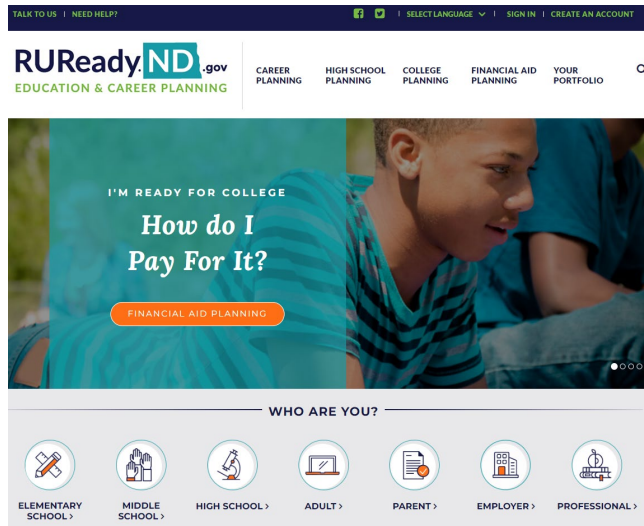 TALK TO US | NEED HELP?
SELECT LANGUAGE | SIGN IN | CREATE AN ACCOUNT
RUReady.ND.gov
EDUCATION & CAREER PLANNING
CAREER PLANNING
HIGH SCHOOL PLANNING
COLLEGE PLANNING
FINANCIAL AID PLANNING
YOUR PORTFOLIO
I'M READY FOR COLLEGE
How do I
Pay For It?
FINANCIAL AID PLANNING
WHO ARE YOU?
ELEMENTARY SCHOOL >
MIDDLE SCHOOL >
HIGH SCHOOL >
ADULT >
PARENT >
EMPLOYER >
PROFESSIONAL >